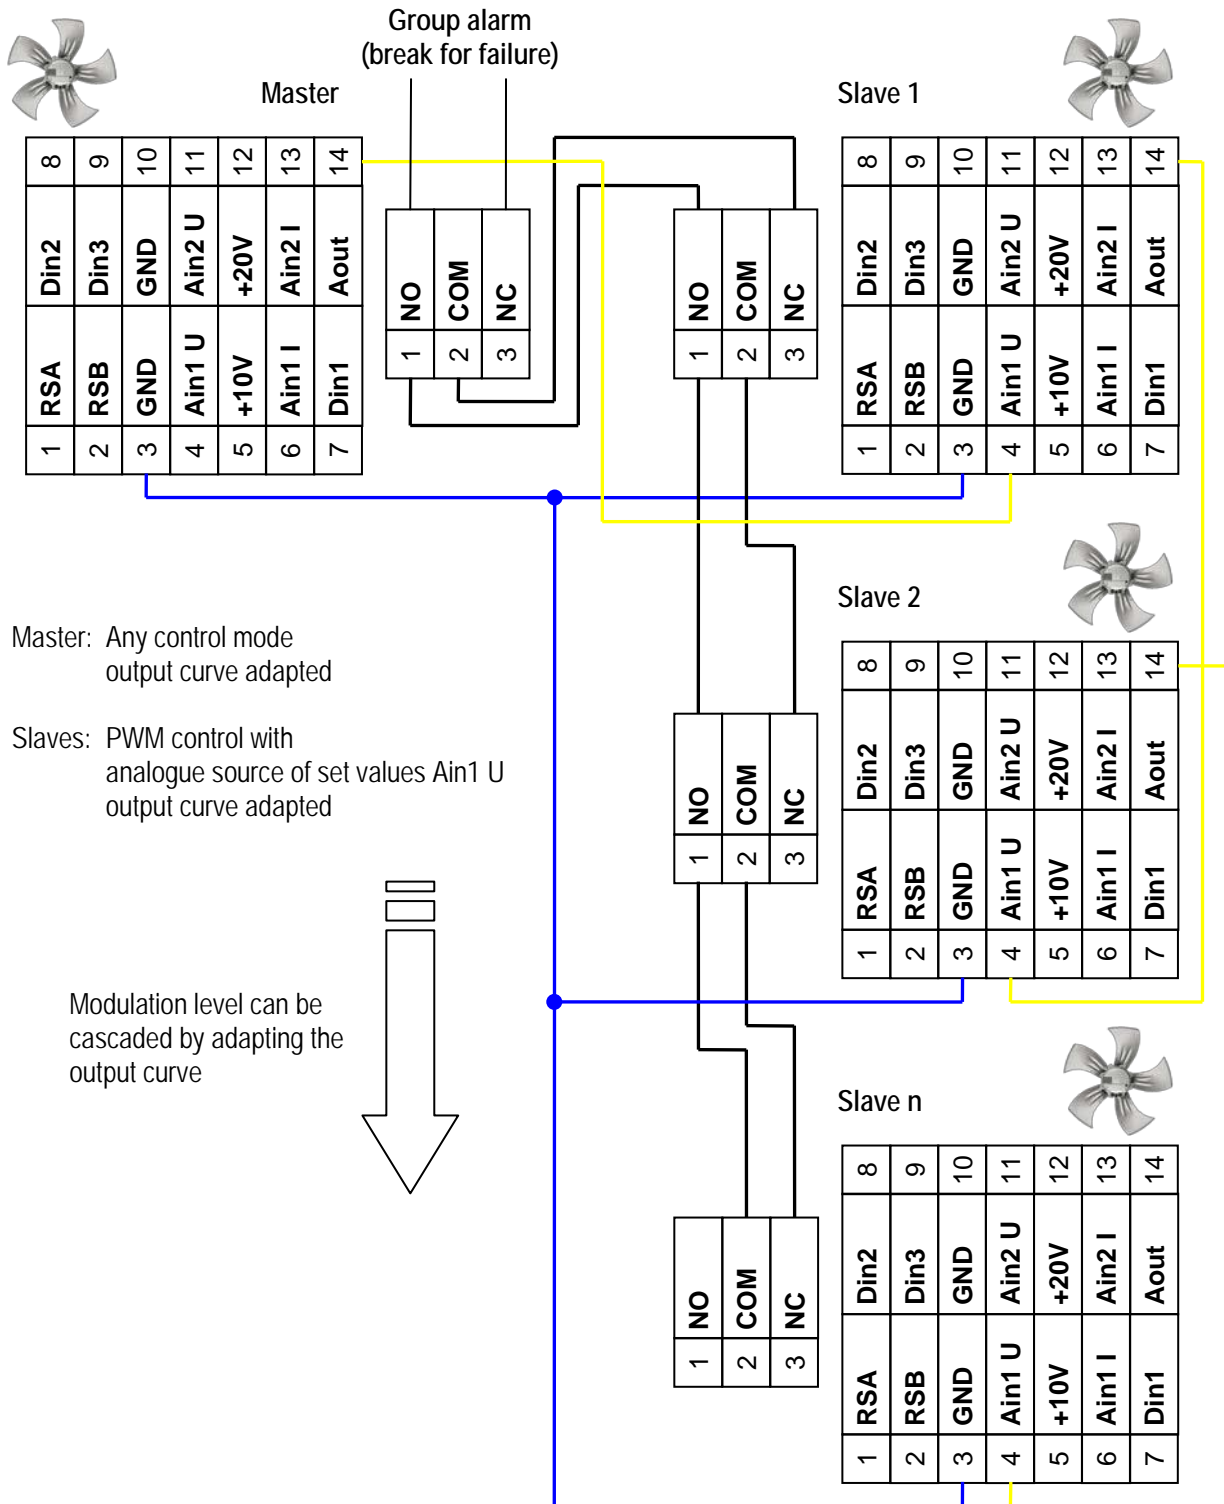 Group alarm
(break for failure)
Master
8 9 10 11 12 13 14
Din2 Din3 GND Ain2 U +20V Ain2 I Aout
RSA RSB GND Ain1 U +10V Ain1 I Din1
1 2 3 4 5 6 7
NO COM NC
1 2 3
NO COM NC
1 2 3
Slave 1
8 9 10 11 12 13 14
Din2 Din3 GND Ain2 U +20V Ain2 I Aout
RSA RSB GND Ain1 U +10V Ain1 I Din1
1 2 3 4 5 6 7
Master: Any control mode
output curve adapted
Slaves: PWM control with
analogue source of set values Ain1 U
output curve adapted
Modulation level can be
cascaded by adapting the
output curve
Slave 2
NO COM NC
1 2 3
8 9 10 11 12 13 14
Din2 Din3 GND Ain2 U +20V Ain2 I Aout
RSA RSB GND Ain1 U +10V Ain1 I Din1
1 2 3 4 5 6 7
Slave n
NO COM NC
1 2 3
8 9 10 11 12 13 14
Din2 Din3 GND Ain2 U +20V Ain2 I Aout
RSA RSB GND Ain1 U +10V Ain1 I Din1
1 2 3 4 5 6 7